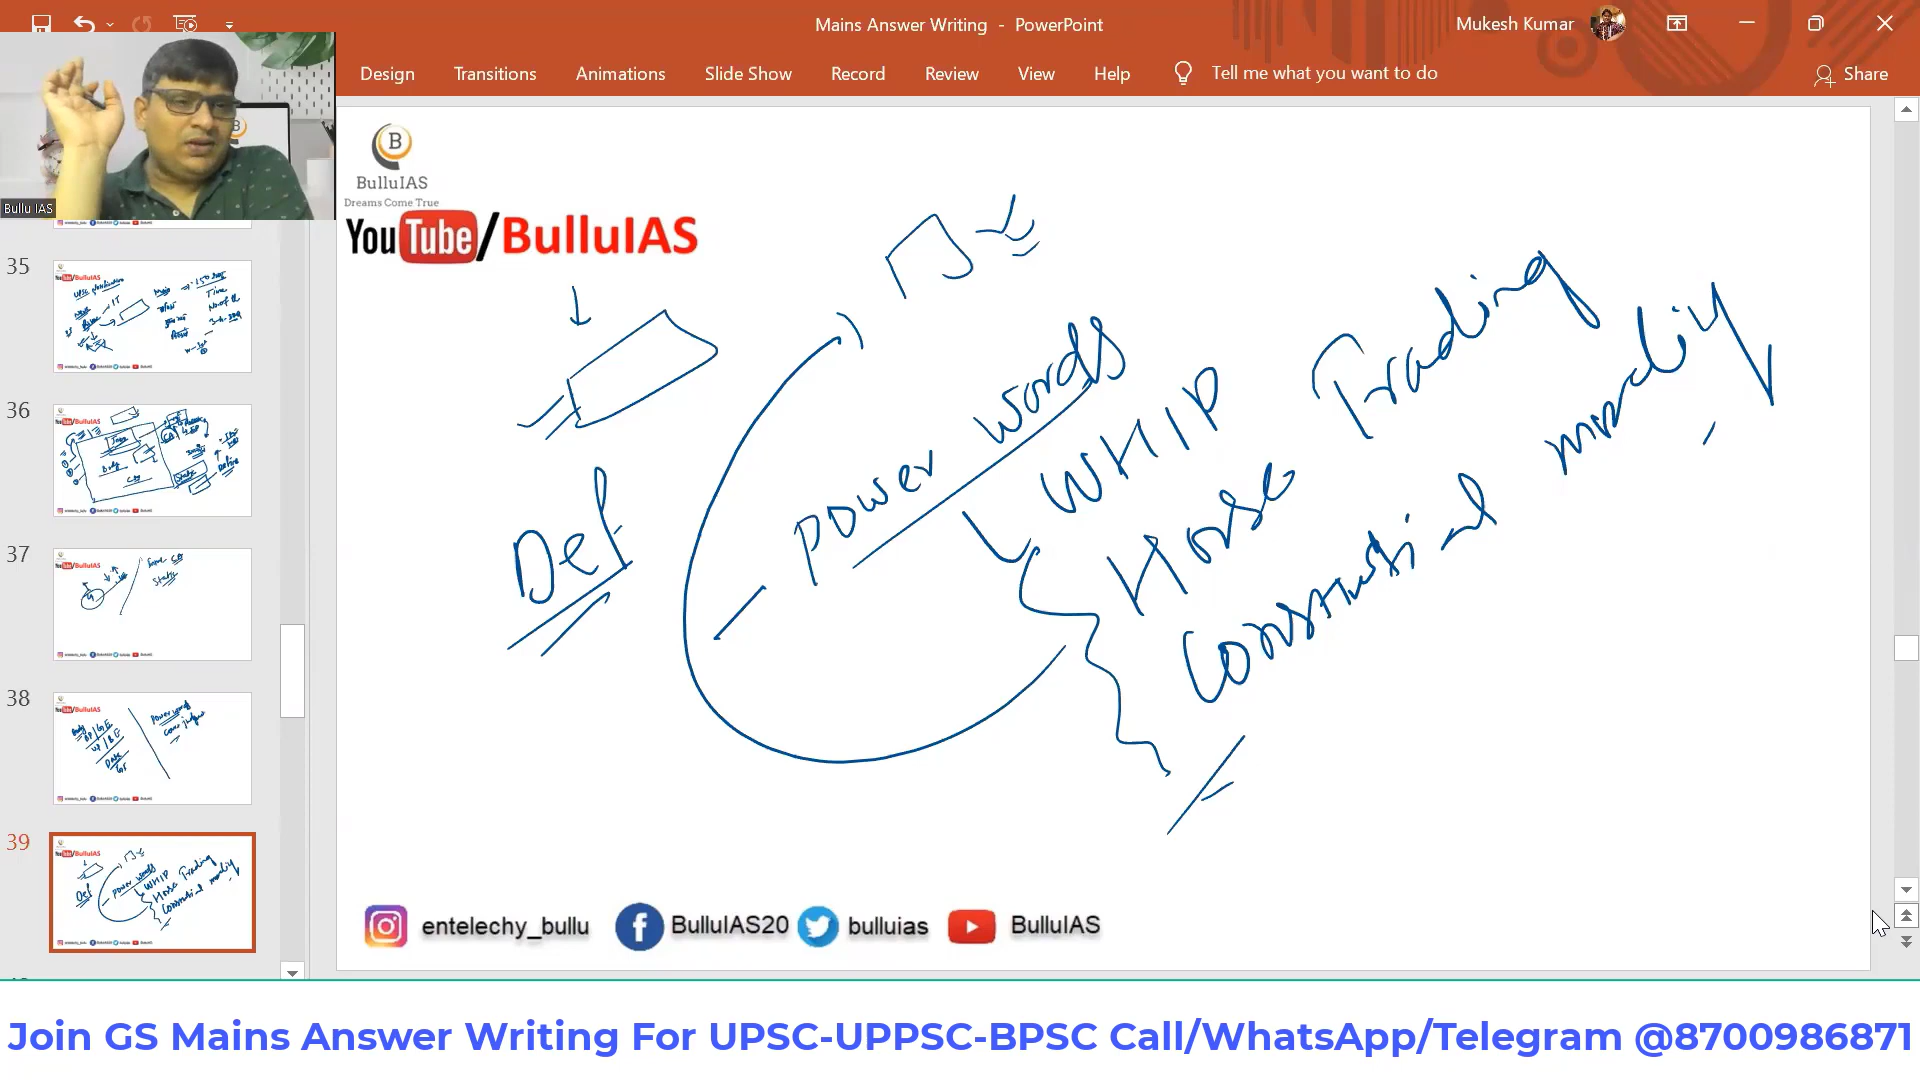 Mains Answer Writing - PowerPoint
Mukesh Kumar
Design Transitions Animations Slide Show Record Review View Help Tell me what you want to do Share
B
Bullu IAS
B
BulluIAS
Dreams Come True
YouTube/BulluIAS
Def
Power Words
WHIP
Horse Trading
35
36
37
38
39
entelechy_bullu BulluIAS20 bulluias BulluIAS
Join GS Mains Answer Writing For UPSC-UPPSC-BPSC Call/WhatsApp/Telegram @8700986871